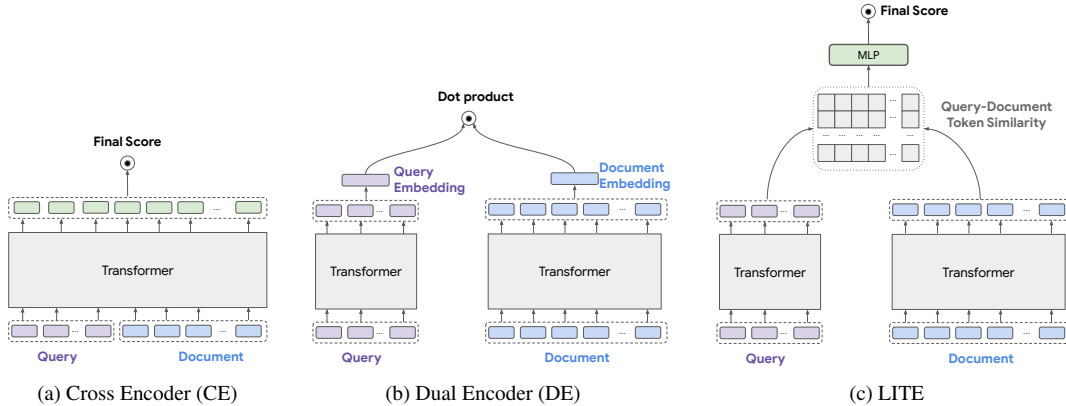 Final Score
Transformer
...
...
...
Query
Document
(a) Cross Encoder (CE)
Dot product
Query
Embedding
Document
Embedding
...
...
Transformer
Transformer
...
...
Query
Document
(b) Dual Encoder (DE)
Final Score
MLP
Query-Document
Token Similarity
...
...
... ... ...
...
...
...
Transformer
Transformer
...
...
Query
Document
(c) LITE